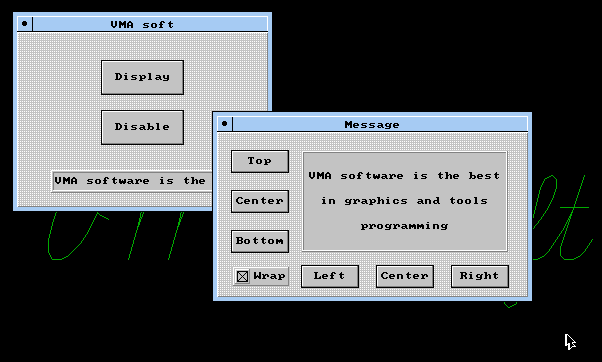 VMA soft
Display
Disable
VMA software is the
Message
Top
Center
Bottom
VMA software is the best
in graphics and tools
programming
Wrap
Left
Center
Right